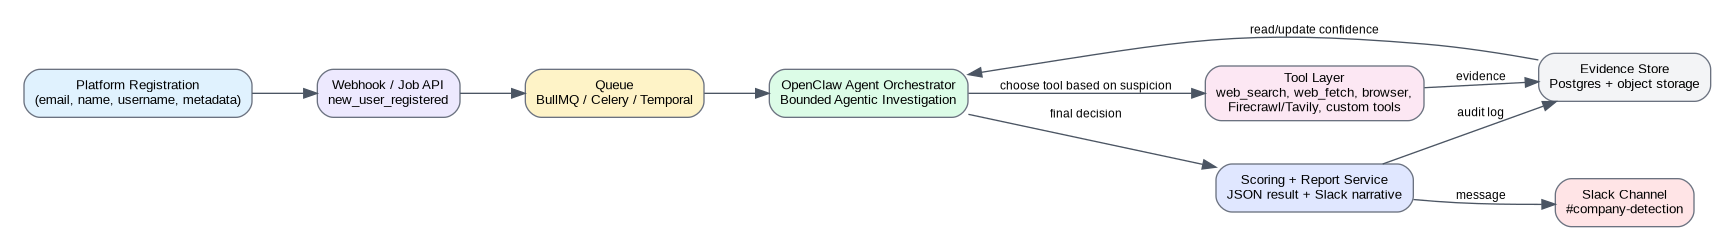 read/update confidence
Platform Registration
(email, name, username, metadata)
Webhook / Job API
new_user_registered
Queue
BullMQ / Celery / Temporal
OpenClaw Agent Orchestrator
Bounded Agentic Investigation
choose tool based on suspicion
Tool Layer
web_search, web_fetch, browser,
Firecrawl/Tavily, custom tools
evidence
Evidence Store
Postgres + object storage
final decision
audit log
Scoring + Report Service
JSON result + Slack narrative
message
Slack Channel
#company-detection